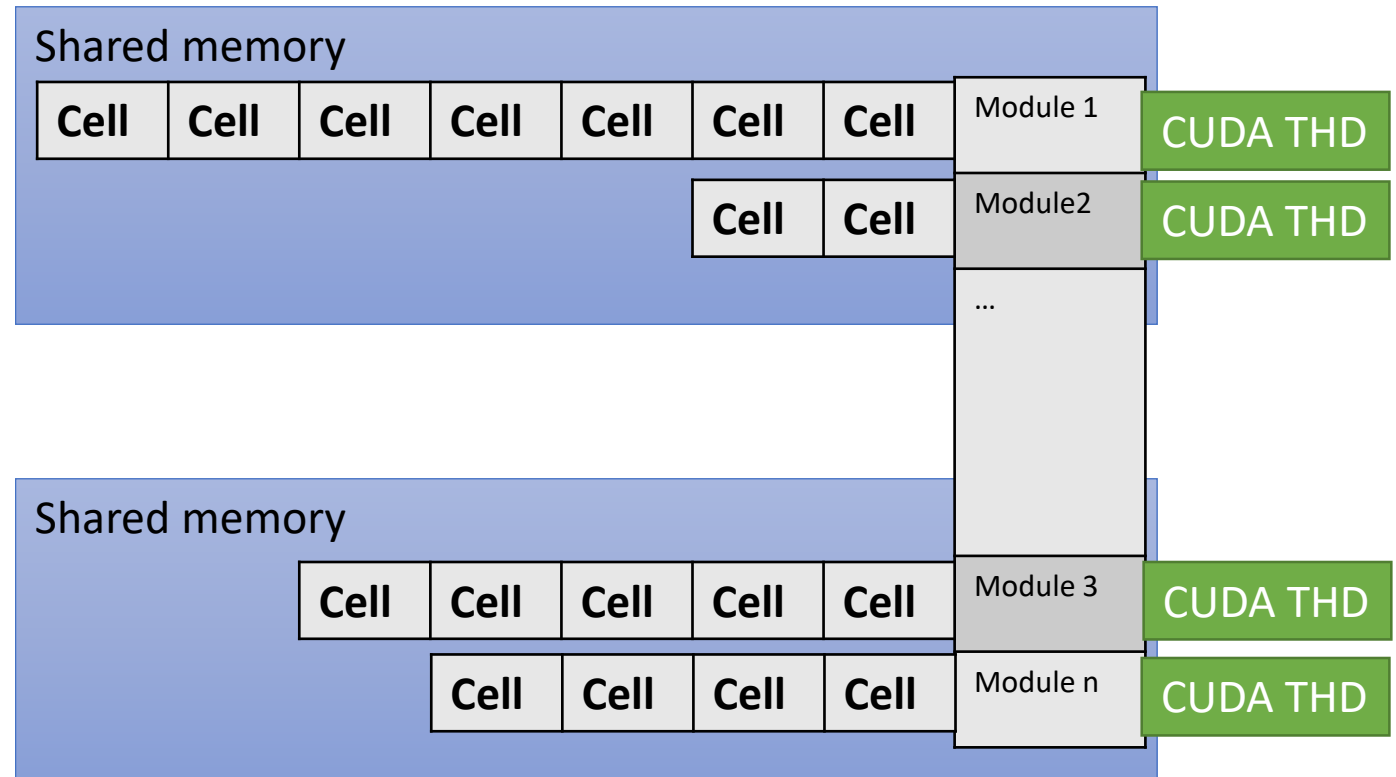 Shared memory
Cell Cell Cell Cell Cell Cell Cell Module 1 CUDA THD
Cell Cell Module2 CUDA THD
...
Shared memory
Cell Cell Cell Cell Cell Module 3 CUDA THD
Cell Cell Cell Cell Module n CUDA THD